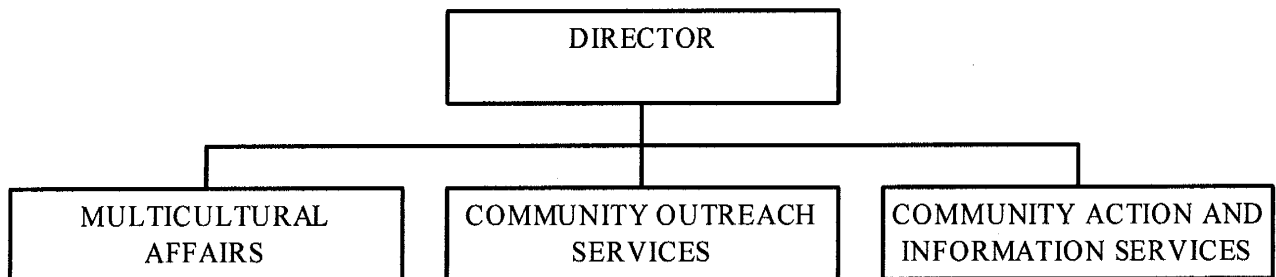 DIRECTOR
MULTICULTURAL
AFFAIRS
COMMUNITY OUTREACH
SERVICES
COMMUNITY ACTION AND
INFORMATION SERVICES